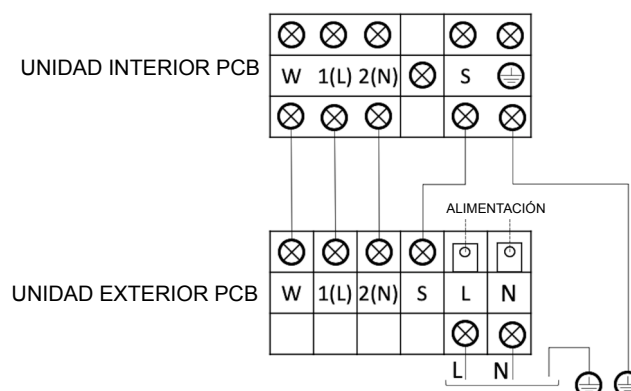 UNIDAD INTERIOR PCB
W 1(L) 2(N) S
ALIMENTACIÓN
UNIDAD EXTERIOR PCB
W 1(L) 2(N) S L N
L N